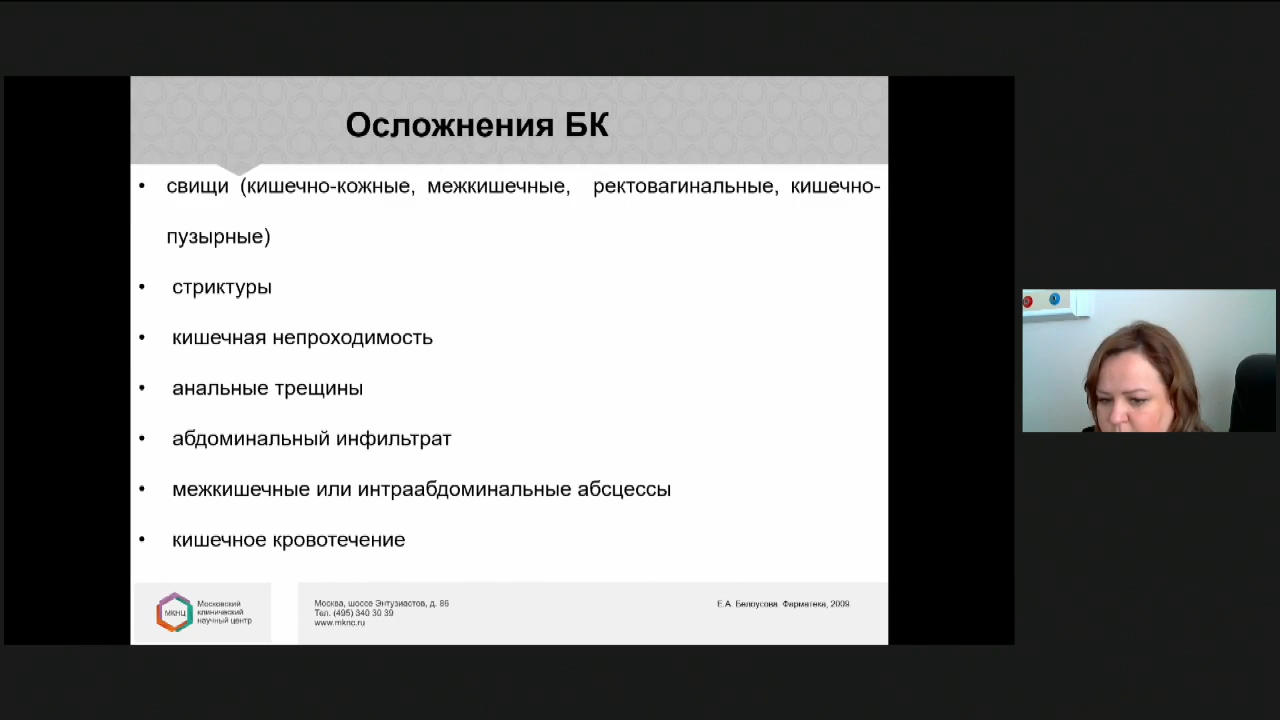 Осложнения БК
• свищи (кишечно-кожные, межкишечные, ректовагинальные, кишечно-
пузырные)
• стриктуры
• кишечная непроходимость
• анальные трещины
• абдоминальный инфильтрат
• межкишечные или интраабдоминальные абсцессы
• кишечное кровотечение
МКНЦ
Московский
клинический
научный центр
Москва, шоссе Энтузиастов, д. 86
Тел. (495) 340 30 39
www.mknc.ru
Е.А. Белоусова. Фарматека, 2009